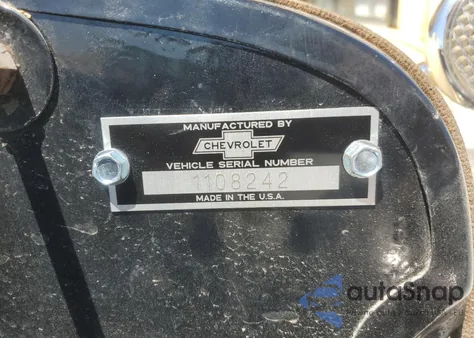 MANUFACTURED BY
CHEVROLET
VEHICLE SERIAL NUMBER
1108242
MADE IN THE U.S.A.
autoSnap